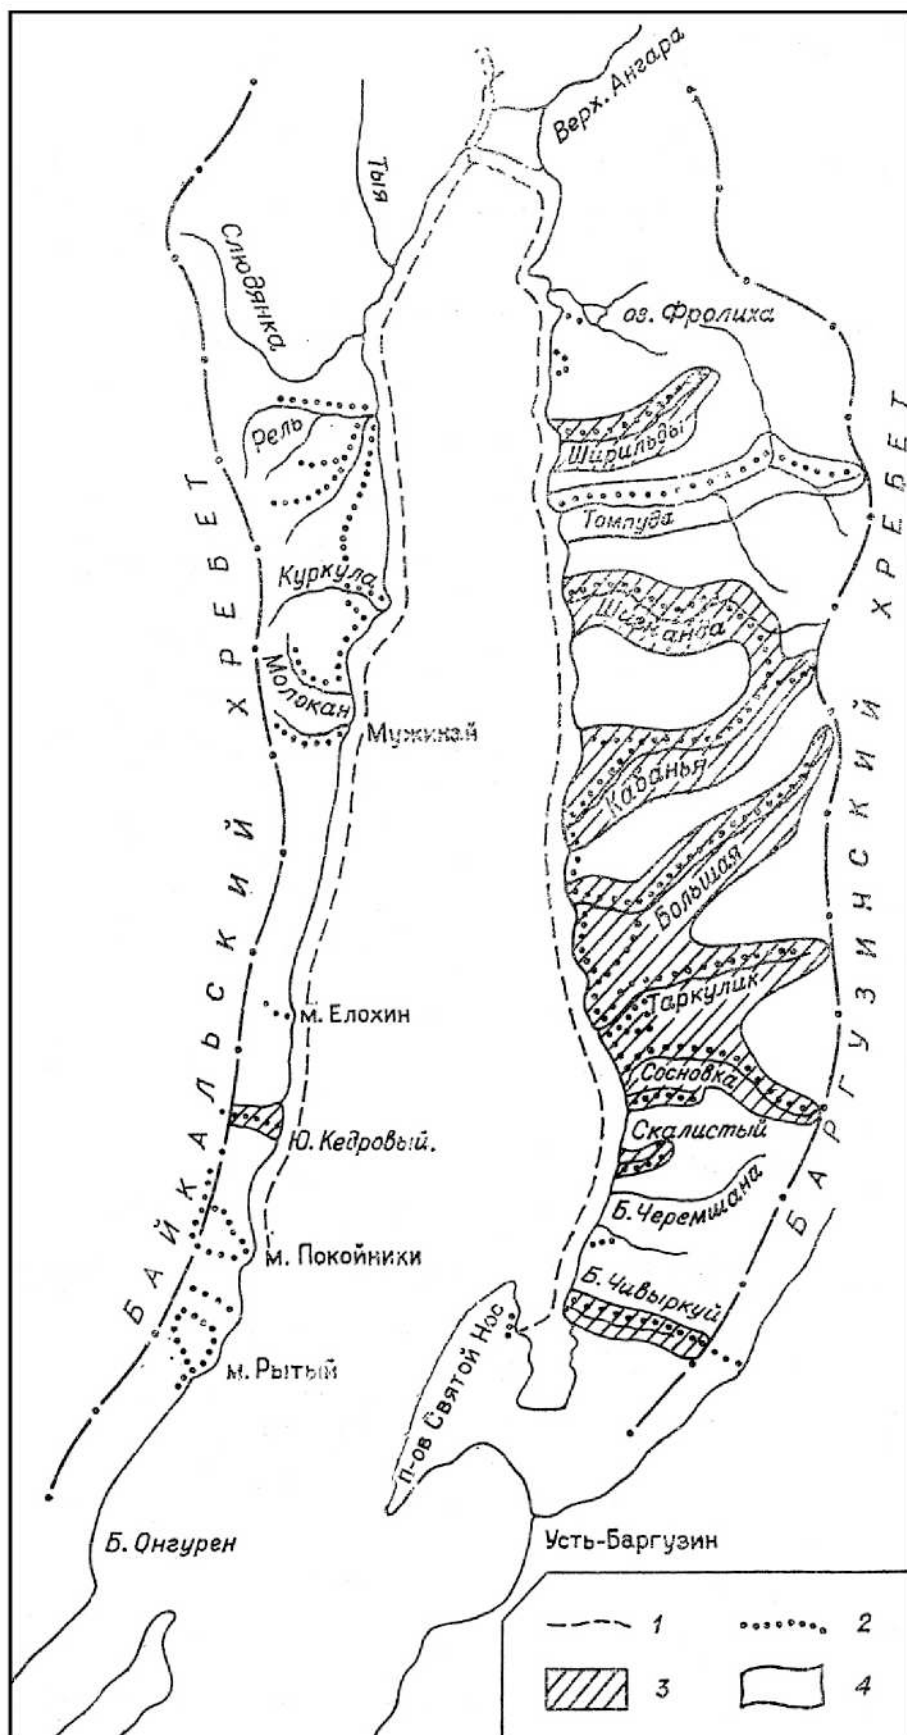 Верх. Ангара
Тыя
Слюдянка
оз. Фролиха
Рель
Ширильды
Томпуда
Куркула
Ширканда
Молокан
Мужинай
Кабанья
Большая
Таркулик
м. Елохин
Сосновка
Ю. Кедровый.
Скалистый
Б. Черемшана
м. Покойники
Б. Чивыркуй
м. Рытый
п-ов Святой Нос
БАЙКАЛЬСКИЙ ХРЕБЕТ
БАРГУЗИНСКИЙ ХРЕБЕТ
Б. Онгурен
Усть-Баргузин
1
2
3
4